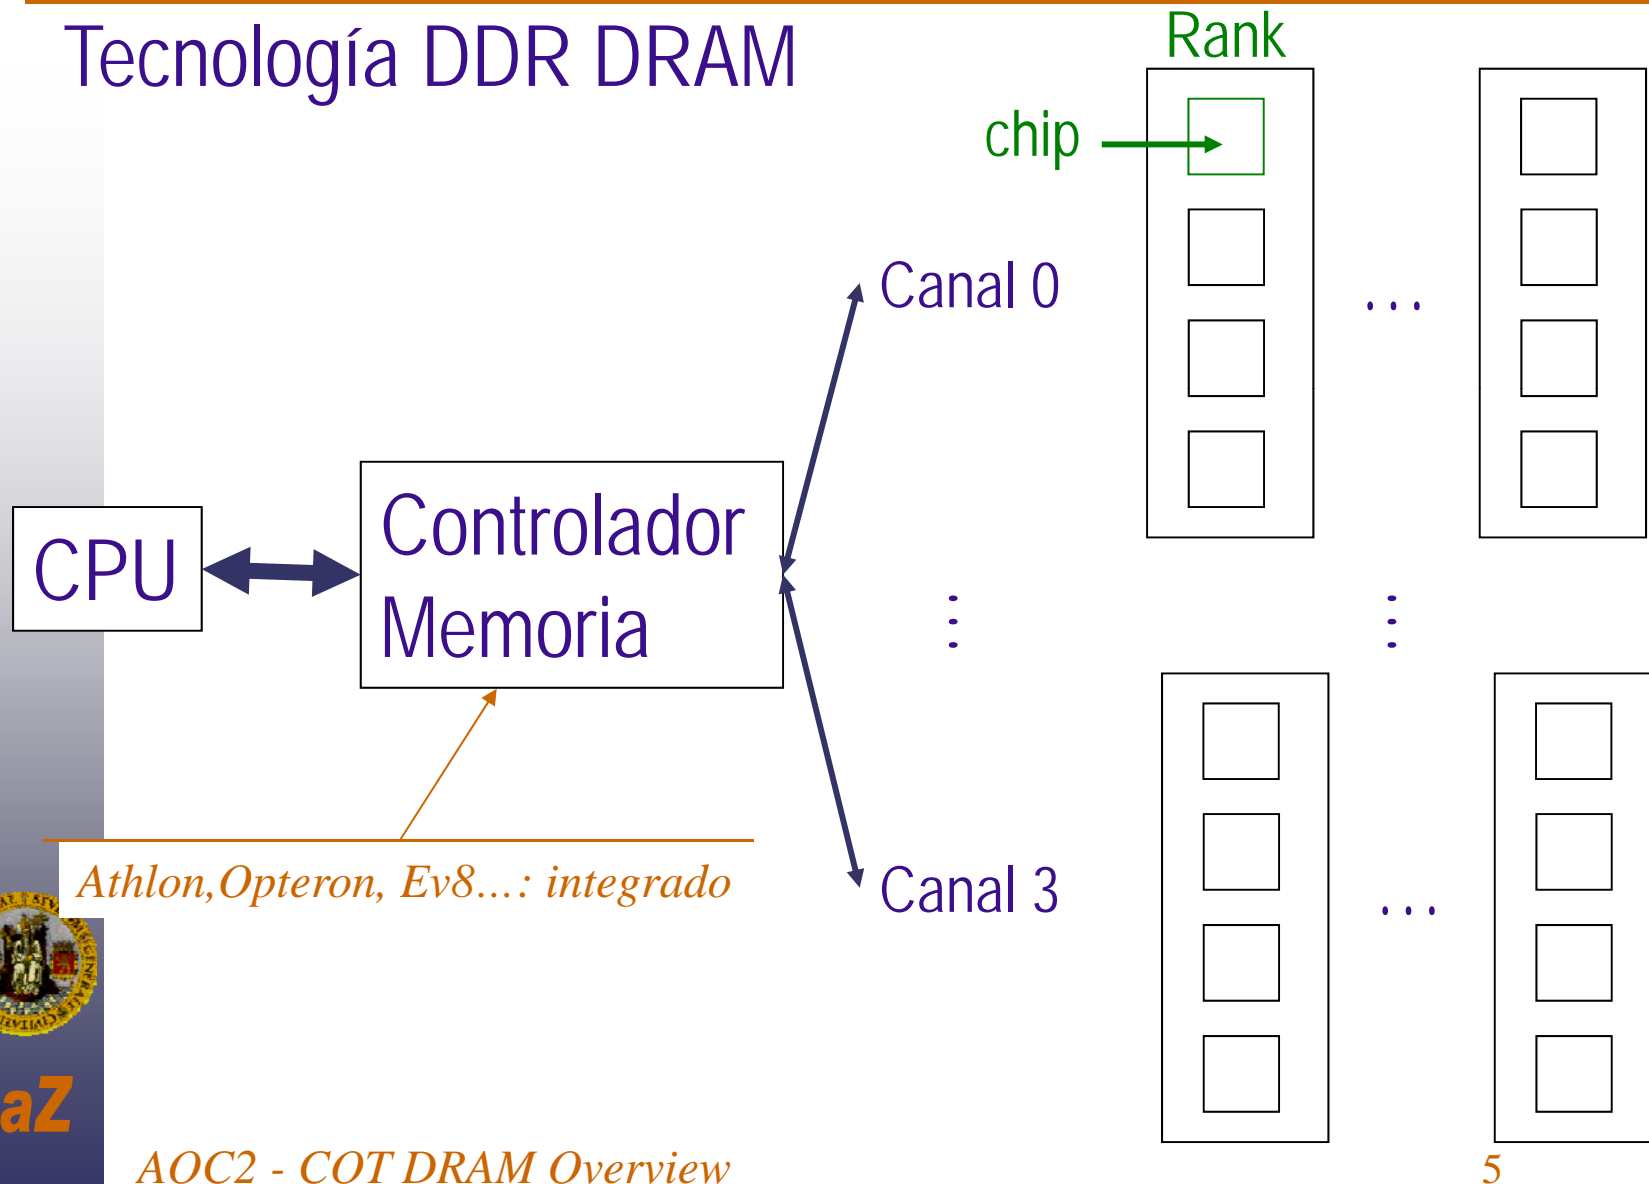 Tecnología DDR DRAM
Rank
chip
Canal 0
...
CPU
Controlador
Memoria
Athlon,Opteron, Ev8...: integrado
Canal 3
...
aZ
AOC2 - COT DRAM Overview
5